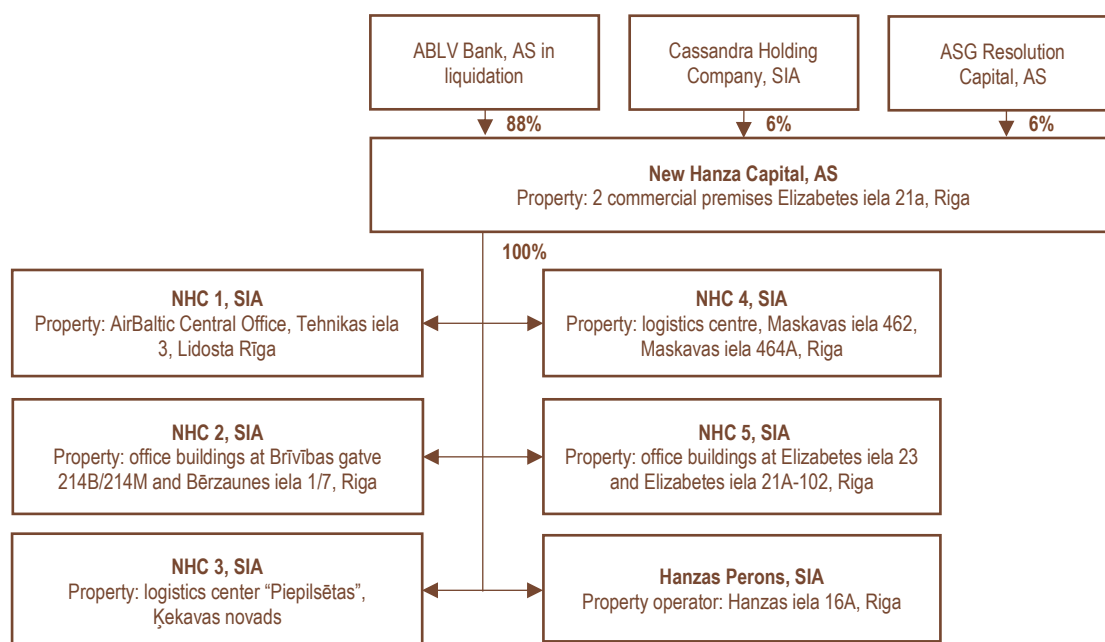 ABLV Bank, AS in
liquidation
Cassandra Holding
Company, SIA
ASG Resolution
Capital, AS
88%
6%
6%
New Hanza Capital, AS
Property: 2 commercial premises Elizabetes iela 21a, Riga
100%
NHC 1, SIA
Property: AirBaltic Central Office, Tehnikas iela
3, Lidosta Rīga
NHC 4, SIA
Property: logistics centre, Maskavas iela 462,
Maskavas iela 464A, Riga
NHC 2, SIA
Property: office buildings at Brīvības gatve
214B/214M and Bērzaunes iela 1/7, Riga
NHC 5, SIA
Property: office buildings at Elizabetes iela 23
and Elizabetes iela 21A-102, Riga
NHC 3, SIA
Property: logistics center “Piepilsētas”,
Ķekavas novads
Hanzas Perons, SIA
Property operator: Hanzas iela 16A, Riga